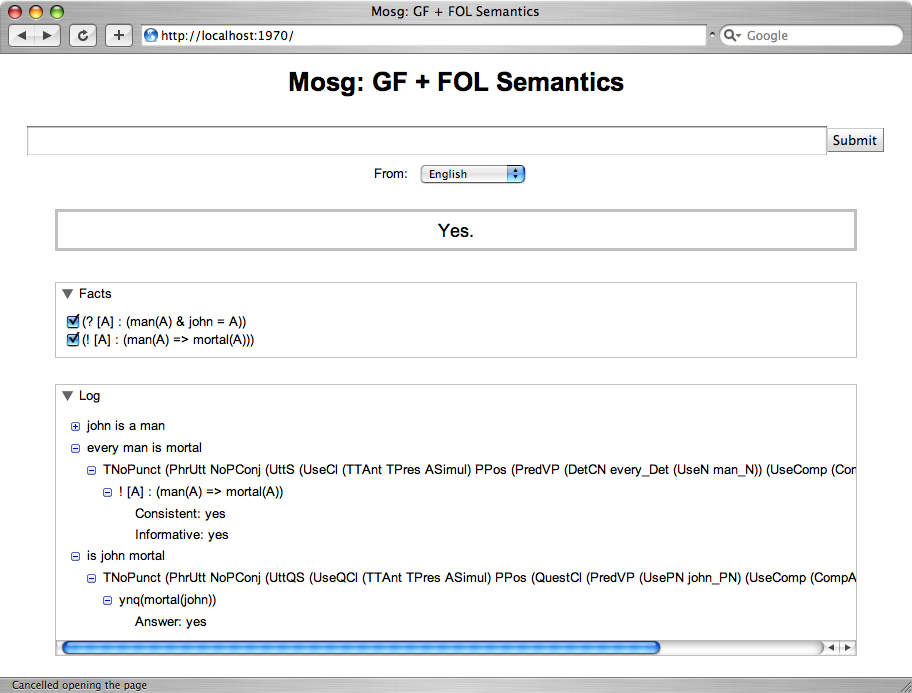 Mosg: GF + FOL Semantics
http://localhost:1970/
Google
Mosg: GF + FOL Semantics
Submit
From: English
Yes.
Facts
(? [A] : (man(A) & john = A))
(! [A] : (man(A) => mortal(A)))
Log
john is a man
every man is mortal
TNoPunct (PhrUtt NoPConj (UttS (UseCl (TTAnt TPres ASimul) PPos (PredVP (DetCN every_Det (UseN man_N)) (UseComp (Con
! [A] : (man(A) => mortal(A))
Consistent: yes
Informative: yes
is john mortal
TNoPunct (PhrUtt NoPConj (UttQS (UseQCl (TTAnt TPres ASimul) PPos (QuestCl (PredVP (UsePN john_PN) (UseComp (CompA
ynq(mortal(john))
Answer: yes
Cancelled opening the page